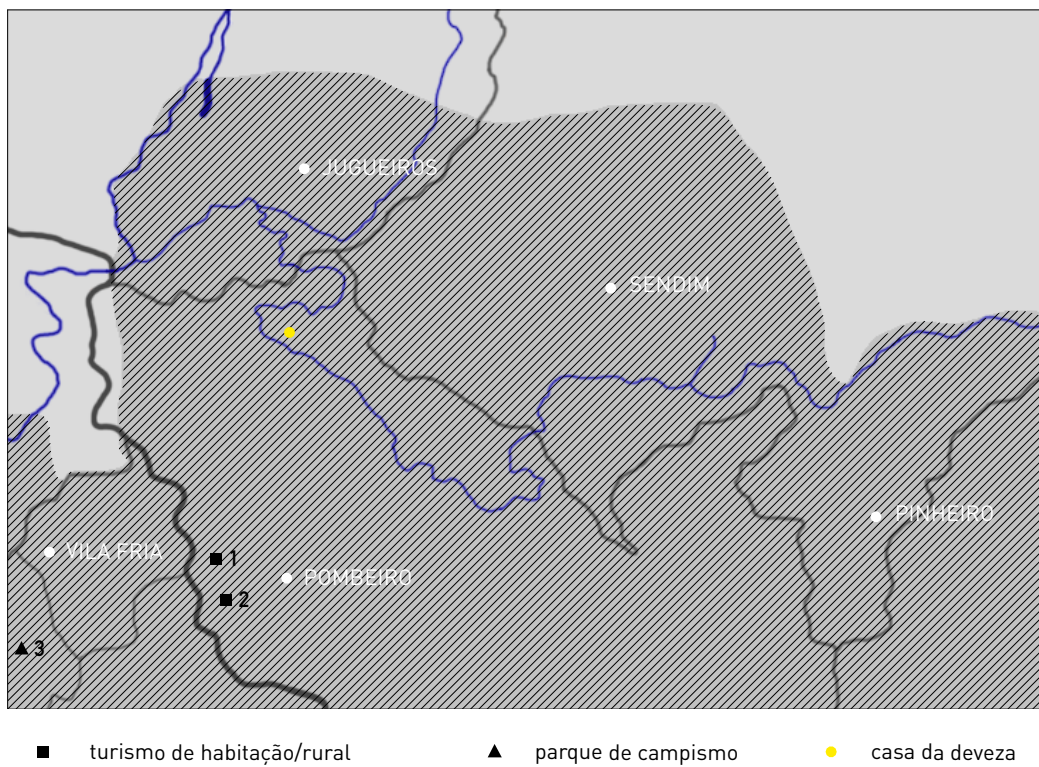 JUGUEIROS
SENDIM
PINHEIRO
VILA FRIA
1
POMBEIRO
2
3
turismo de habitação/rural
parque de campismo
casa da deveza